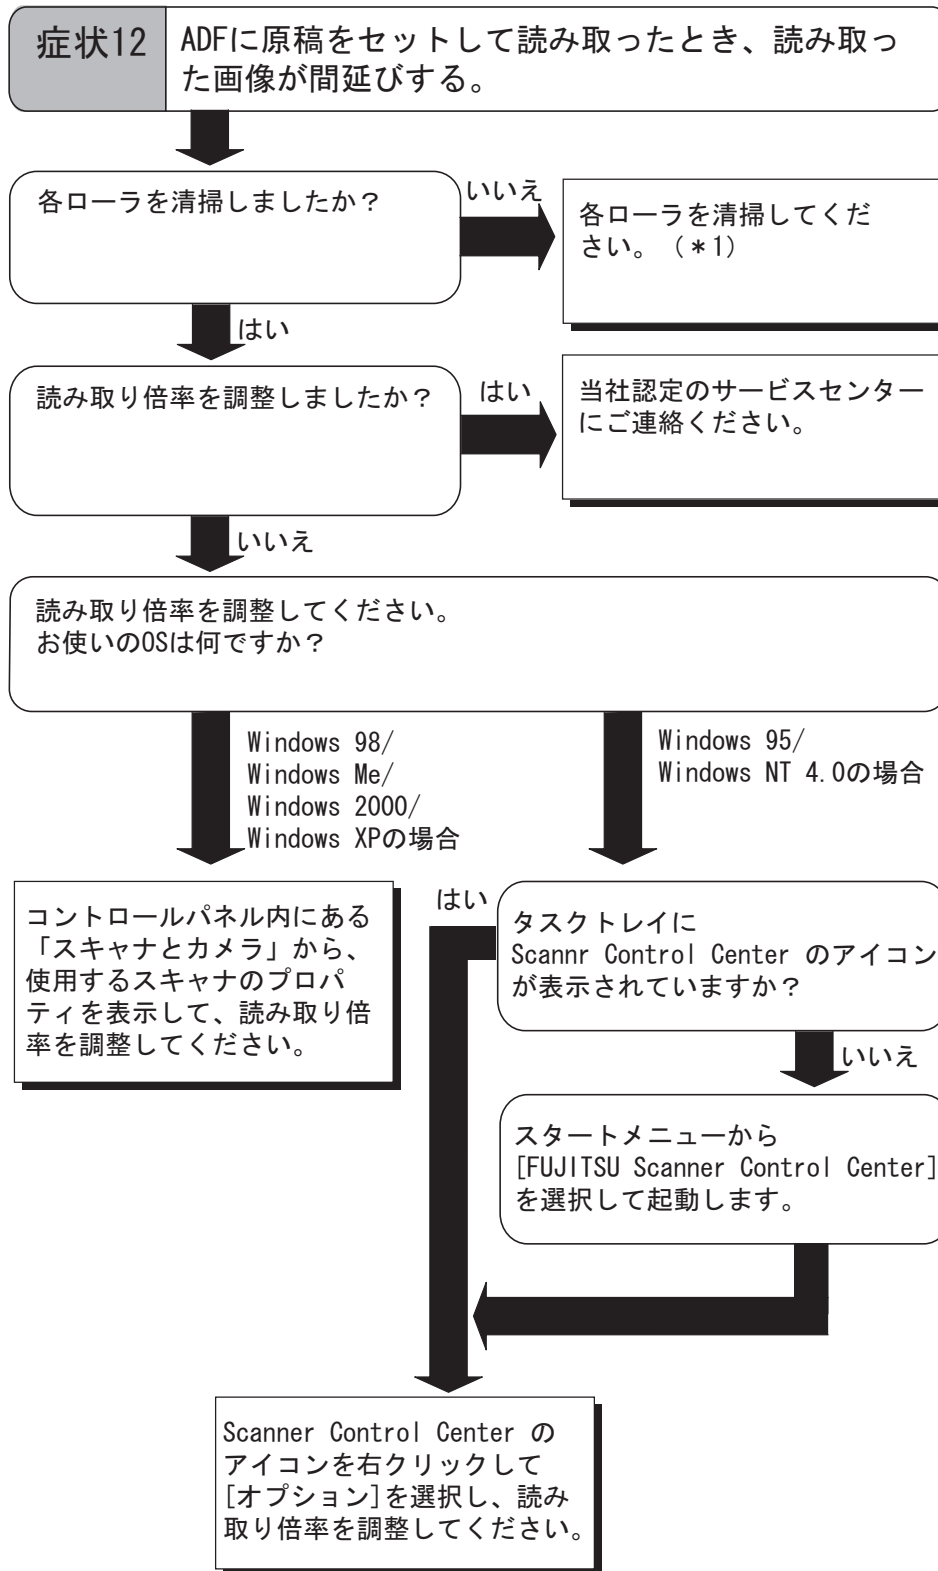 症状12
ADFに原稿をセットして読み取ったとき、読み取っ
た画像が間延びする。
各ローラを清掃しましたか？
いいえ
各ローラを清掃してくだ
さい。（＊1）
はい
読み取り倍率を調整しましたか？
はい
当社認定のサービスセンター
にご連絡ください。
いいえ
読み取り倍率を調整してください。
お使いのOSは何ですか？
Windows 98/
Windows Me/
Windows 2000/
Windows XPの場合
Windows 95/
Windows NT 4.0の場合
コントロールパネル内にある
「スキャナとカメラ」から、
使用するスキャナのプロパ
ティを表示して、読み取り倍
率を調整してください。
はい
タスクトレイに
Scannr Control Center のアイコン
が表示されていますか？
いいえ
スタートメニューから
[FUJITSU Scanner Control Center]
を選択して起動します。
Scanner Control Center の
アイコンを右クリックして
[オプション]を選択し、読み
取り倍率を調整してください。